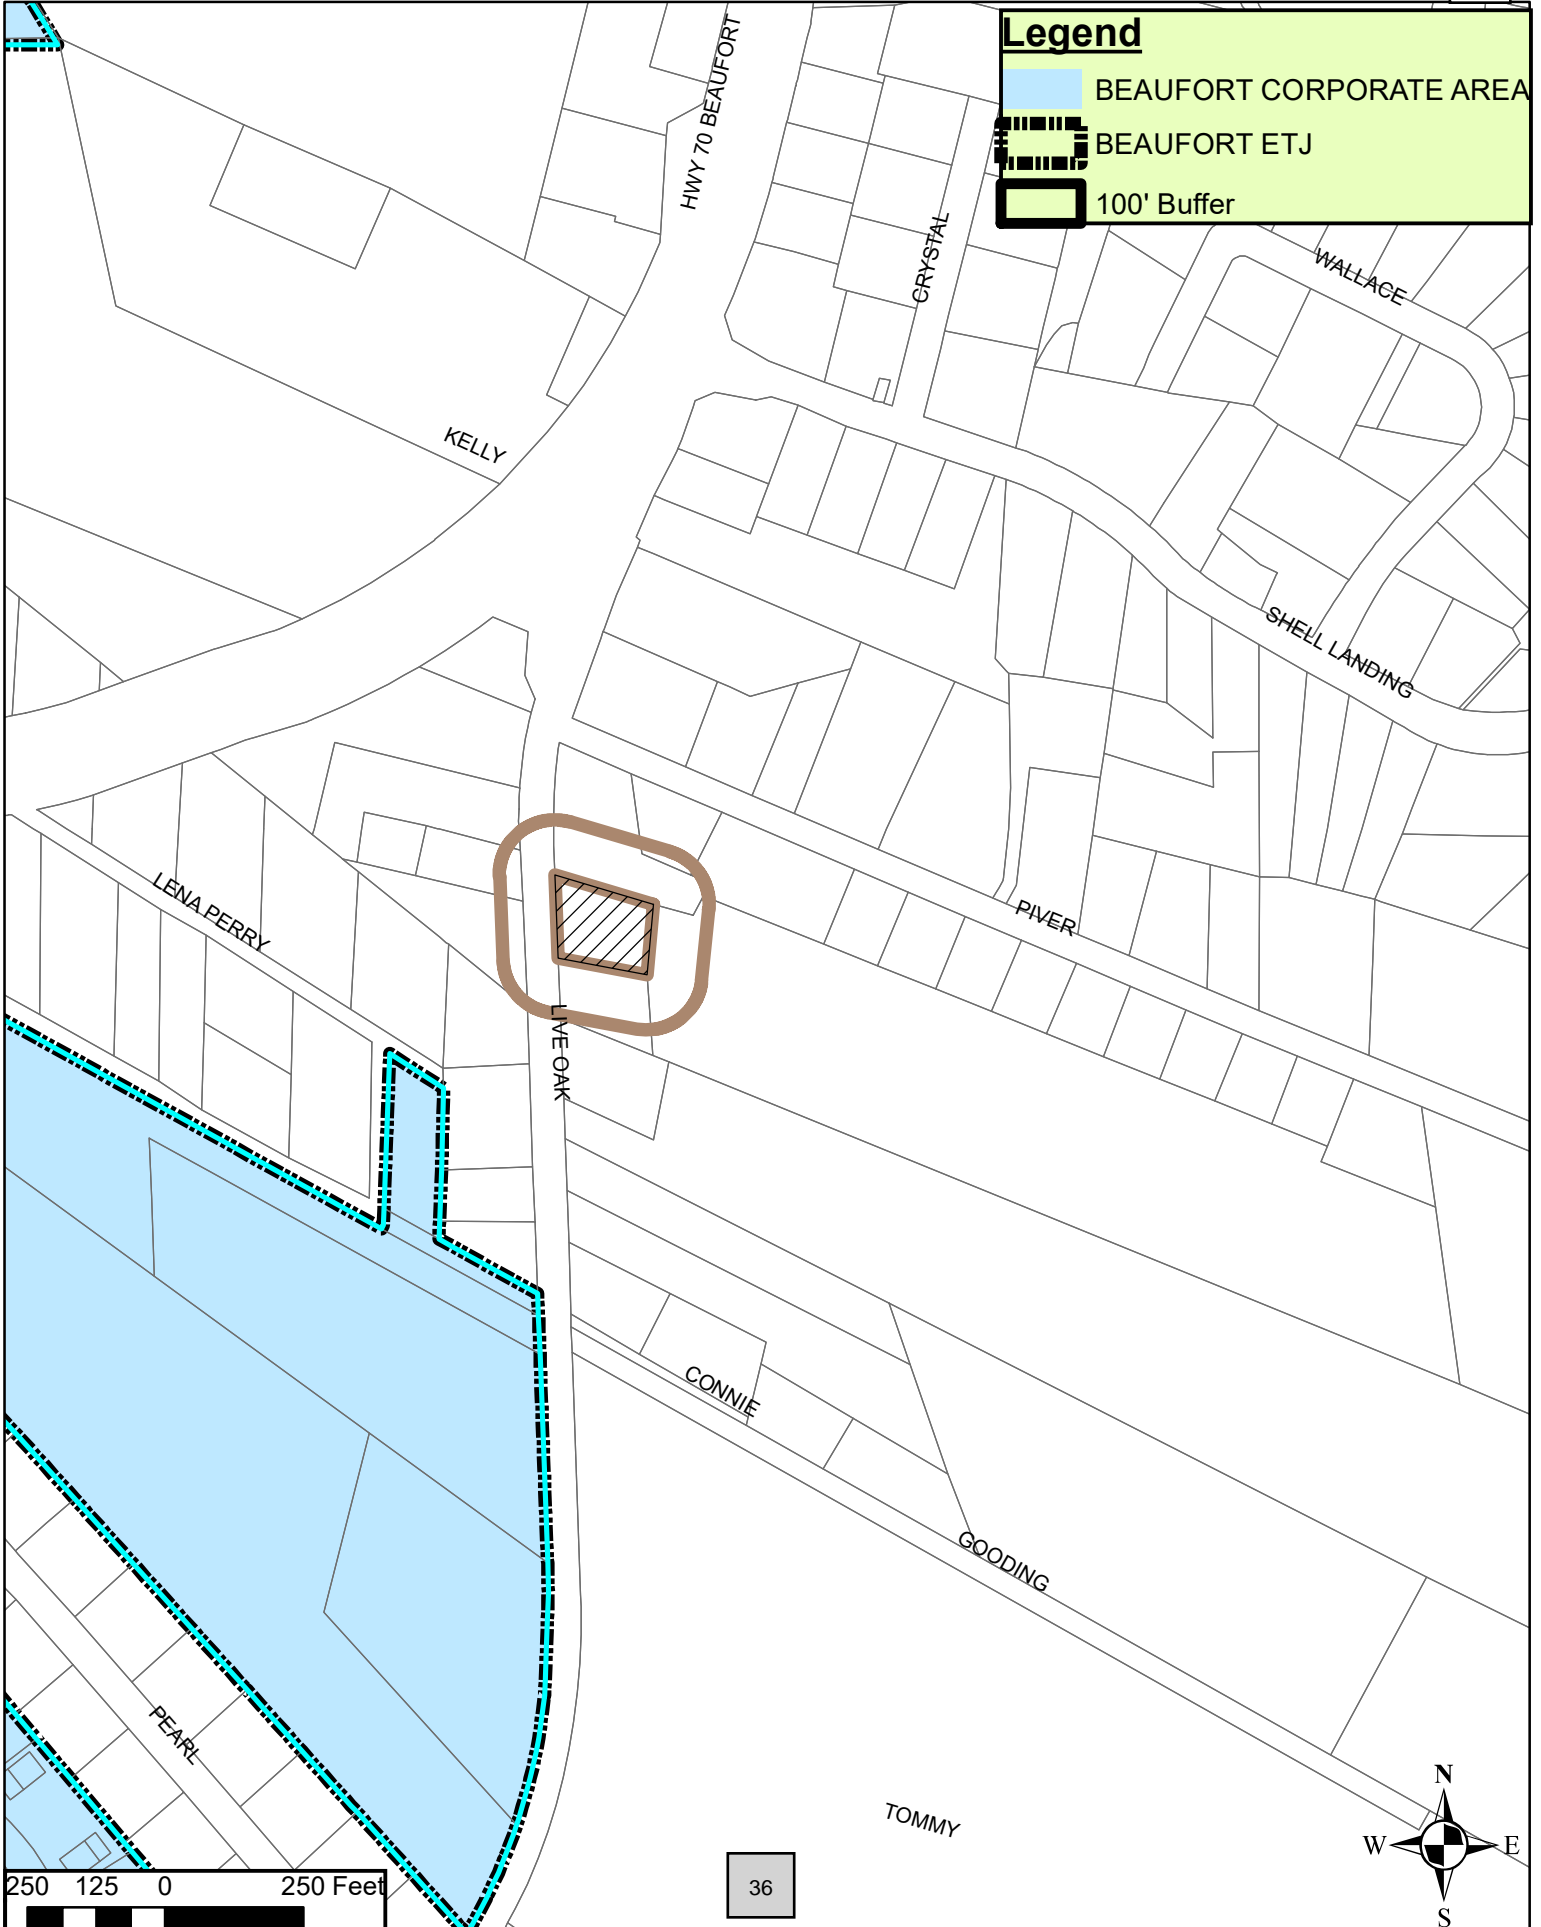 Legend
BEAUFORT CORPORATE AREA
BEAUFORT ETJ
100' Buffer
HWY 70 BEAUFORT
CRYSTAL
WALLACE
KELLY
SHELL LANDING
LENA PERRY
PIVER
LIVE OAK
CONNIE
GOODING
PEARL
TOMMY
N
W E
S
250 125 0 250 Feet
36